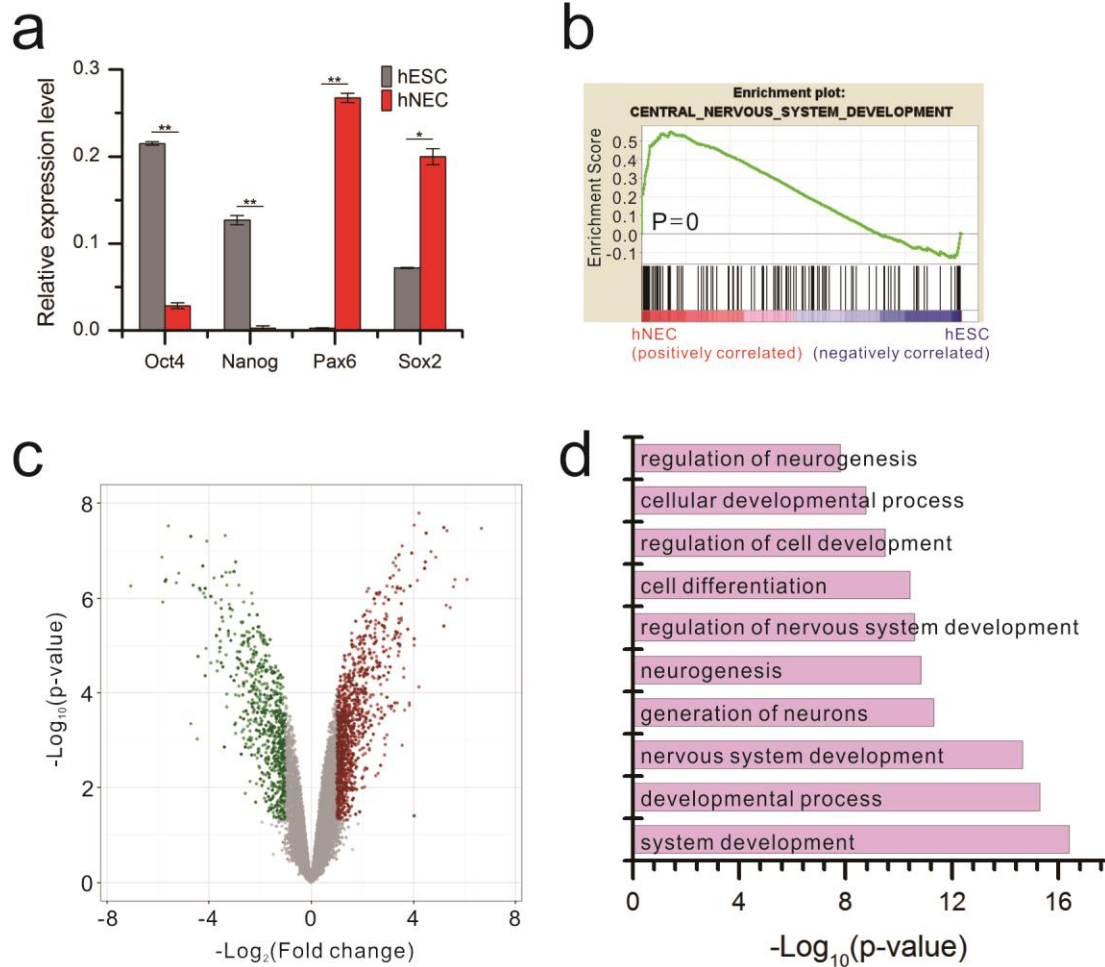 a
0.3
0.2
0.1
0.0
Relative expression level
hESC
hNEC
**
**
**
*
Oct4 Nanog Pax6 Sox2
b
Enrichment plot:
CENTRAL_NERVOUS_SYSTEM_DEVELOPMENT
Enrichment Score
0.5
0.4
0.3
0.2
0.1
0.0
-0.1
P=0
hNEC hESC
(positively correlated) (negatively correlated)
c
8
6
4
2
0
-Log10(p-value)
-8 -4 0 4 8
-Log2(Fold change)
d
regulation of neurogenesis
cellular developmental process
regulation of cell development
cell differentiation
regulation of nervous system development
neurogenesis
generation of neurons
nervous system development
developmental process
system development
0 4 8 12 16
-Log10(p-value)